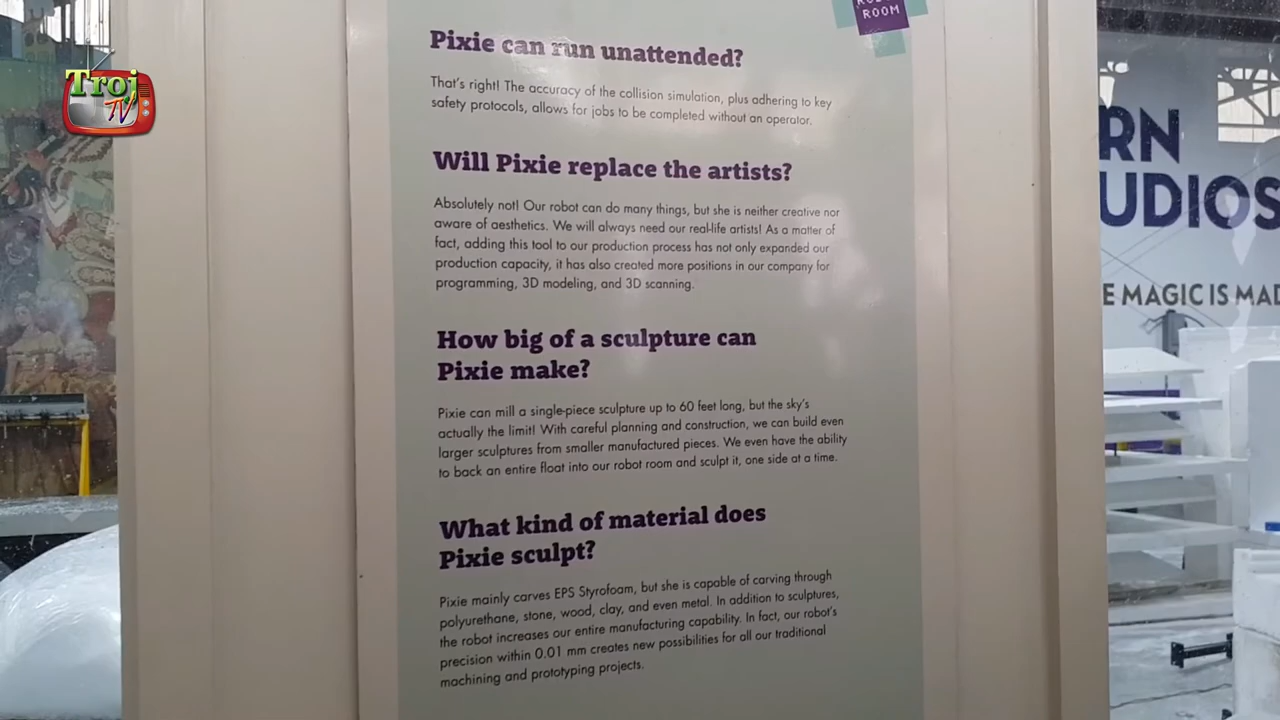 ROOM
Troj
TV
Pixie can run unattended?
That's right! The accuracy of the collision simulation, plus adhering to key
safety protocols, allows for jobs to be completed without an operator.
Will Pixie replace the artists?
Absolutely not! Our robot can do many things, but she is neither creative nor
aware of aesthetics. We will always need our real-life artists! As a matter of
fact, adding this tool to our production process has not only expanded our
production capacity, it has also created more positions in our company for
programming, 3D modeling, and 3D scanning.
How big of a sculpture can
Pixie make?
Pixie can mill a single-piece sculpture up to 60 feet long, but the sky's
actually the limit! With careful planning and construction, we can build even
larger sculptures from smaller manufactured pieces. We even have the ability
to back an entire float into our robot room and sculpt it, one side at a time.
What kind of material does
Pixie sculpt?
Pixie mainly carves EPS Styrofoam, but she is capable of carving through
polyurethane, stone, wood, clay, and even metal. In addition to sculptures,
the robot increases our entire manufacturing capability. In fact, our robot's
precision within 0.01 mm creates new possibilities for all our traditional
machining and prototyping projects.
RN
UDIOS
E MAGIC IS MAD